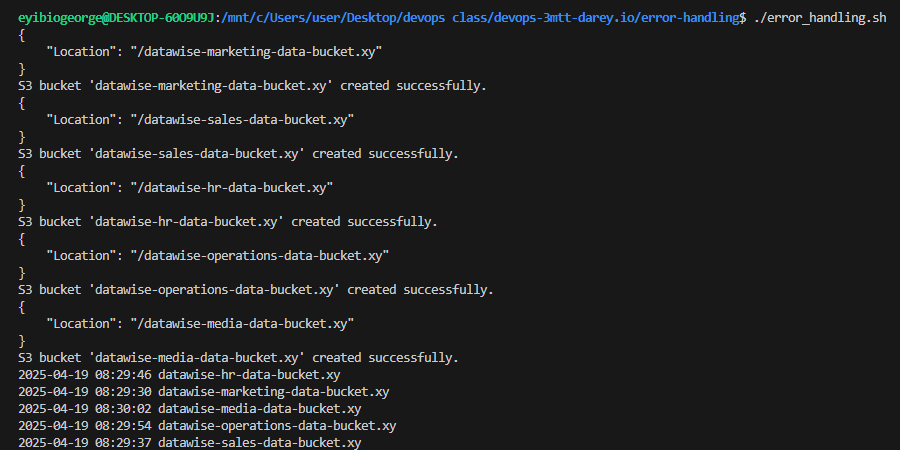 eyibiogeorge@DESKTOP-6O09U9J:/mnt/c/Users/user/Desktop/devops class/devops-3mtt-darey.io/error-handling$ ./error_handling.sh
{
    "Location": "/datawise-marketing-data-bucket.xy"
}
S3 bucket 'datawise-marketing-data-bucket.xy' created successfully.
{
    "Location": "/datawise-sales-data-bucket.xy"
}
S3 bucket 'datawise-sales-data-bucket.xy' created successfully.
{
    "Location": "/datawise-hr-data-bucket.xy"
}
S3 bucket 'datawise-hr-data-bucket.xy' created successfully.
{
    "Location": "/datawise-operations-data-bucket.xy"
}
S3 bucket 'datawise-operations-data-bucket.xy' created successfully.
{
    "Location": "/datawise-media-data-bucket.xy"
}
S3 bucket 'datawise-media-data-bucket.xy' created successfully.
2025-04-19 08:29:46 datawise-hr-data-bucket.xy
2025-04-19 08:29:30 datawise-marketing-data-bucket.xy
2025-04-19 08:30:02 datawise-media-data-bucket.xy
2025-04-19 08:29:54 datawise-operations-data-bucket.xy
2025-04-19 08:29:37 datawise-sales-data-bucket.xy